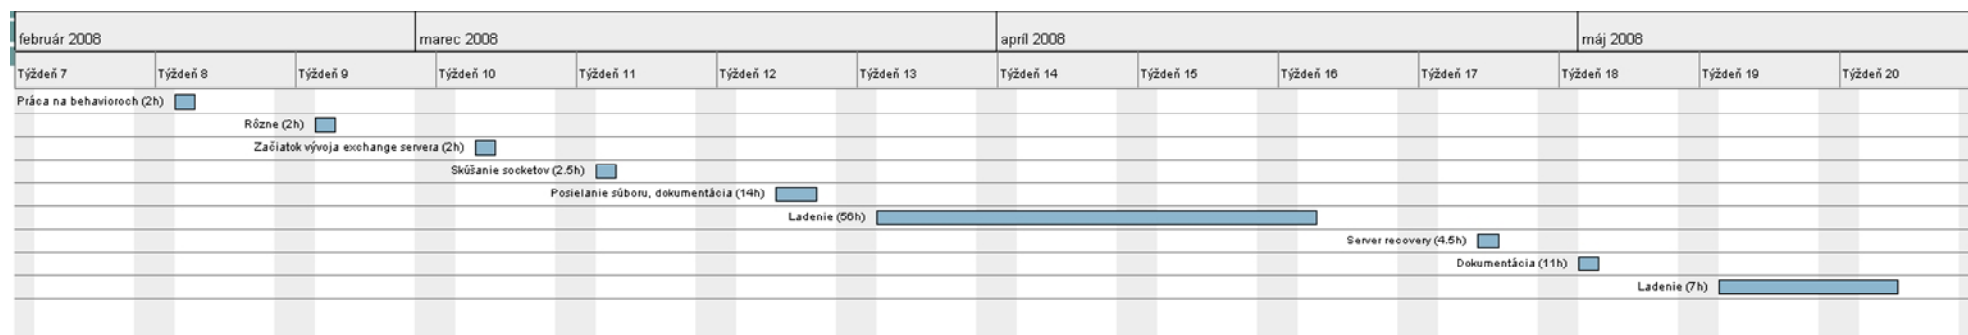 február 2008 marec 2008 apríl 2008 máj 2008
Týždeň 7 Týždeň 8 Týždeň 9 Týždeň 10 Týždeň 11 Týždeň 12 Týždeň 13 Týždeň 14 Týždeň 15 Týždeň 16 Týždeň 17 Týždeň 18 Týždeň 19 Týždeň 20
Práca na behavioroch (2h)
Rôzne (2h)
Začiatok vývoja exchange servera (2h)
Skúšanie socketov (2.5h)
Posielanie súboru, dokumentácia (14h)
Ladenie (56h)
Server recovery (4.5h)
Dokumentácia (11h)
Ladenie (7h)